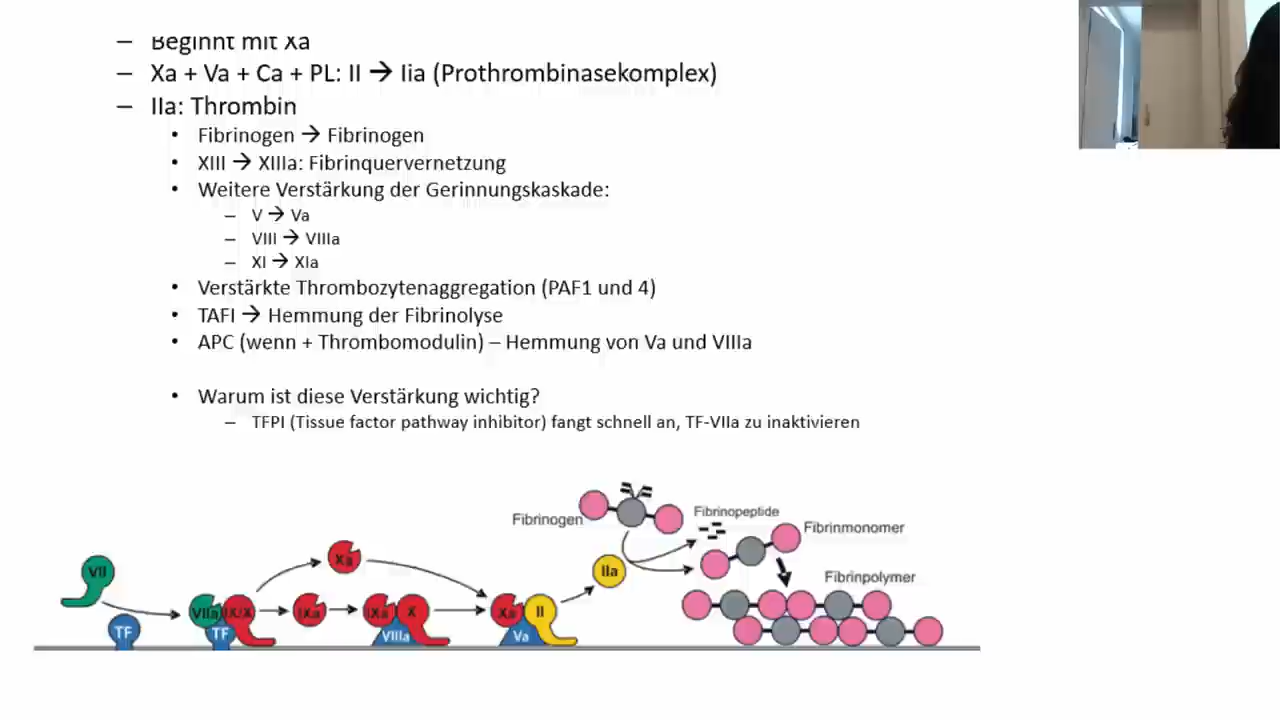 – Beginnt mit Xa
– Xa + Va + Ca + PL: II → Iia (Prothrombinasekomplex)
– IIa: Thrombin
• Fibrinogen → Fibrinogen
• XIII → XIIIa: Fibrinquervernetzung
• Weitere Verstärkung der Gerinnungskaskade:
– V → Va
– VIII → VIIIa
– XI → XIa
• Verstärkte Thrombozytenaggregation (PAF1 und 4)
• TAFI → Hemmung der Fibrinolyse
• APC (wenn + Thrombomodulin) – Hemmung von Va und VIIIa
• Warum ist diese Verstärkung wichtig?
– TFPI (Tissue factor pathway inhibitor) fangt schnell an, TF-VIIa zu inaktivieren
Fibrinogen
Fibrinopeptide
Fibrinmonomer
Fibrinpolymer
VII
Xa
IIa
VIIa IX/X
IXa
IXa X
Xa II
TF
TF
VIIIa
Va